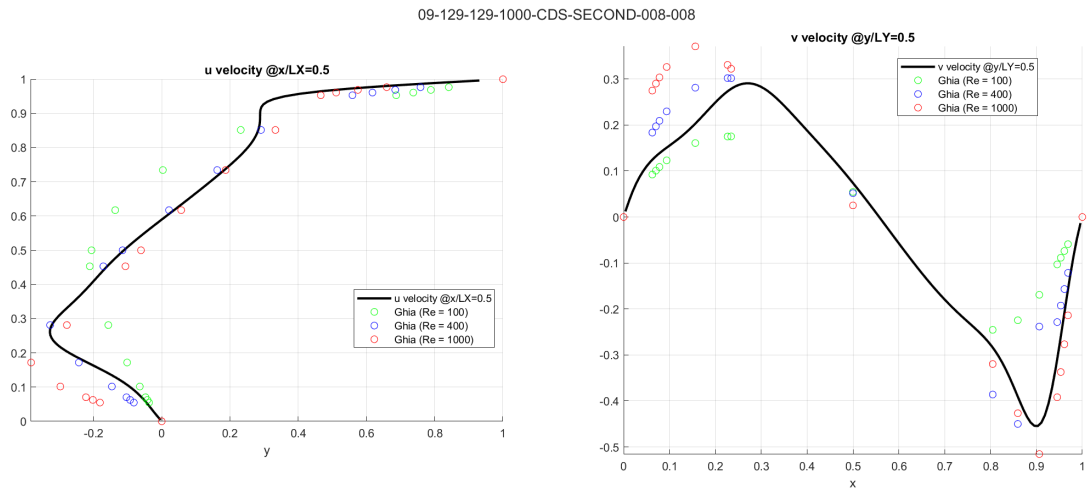 09-129-129-1000-CDS-SECOND-008-008
u velocity @x/LX=0.5
1
0.9
0.8
0.7
0.6
0.5
0.4
0.3
0.2
0.1
0
-0.2
0
0.2
0.4
0.6
0.8
1
y
u velocity @x/LX=0.5
Ghia (Re = 100)
Ghia (Re = 400)
Ghia (Re = 1000)
v velocity @y/LY=0.5
0.3
0.2
0.1
0
-0.1
-0.2
-0.3
-0.4
-0.5
0
0.1
0.2
0.3
0.4
0.5
0.6
0.7
0.8
0.9
1
x
v velocity @y/LY=0.5
Ghia (Re = 100)
Ghia (Re = 400)
Ghia (Re = 1000)